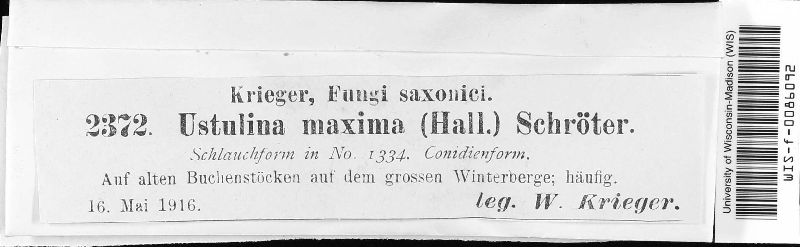 Krieger, Fungi saxonici.
2372. Ustulina maxima (Hall.) Schröter.
Schlauchform in No. 1334. Conidienform.
Auf alten Buchenstöcken auf dem grossen Winterberge; häufig.
16. Mai 1916. leg. W. Krieger.
University of Wisconsin-Madison (WIS)
WIS-f-0086092